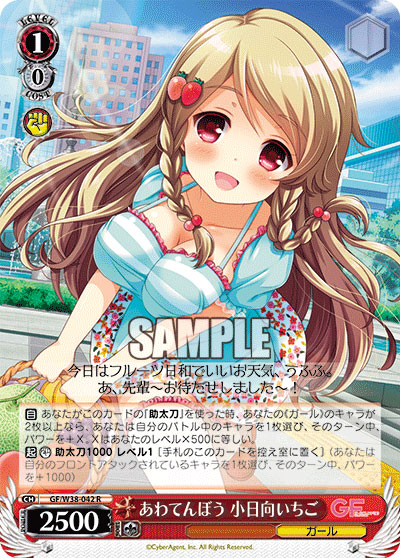 LEVEL
1
0
COST
SAMPLE
今日はフルーツ日和でいいお天気、うふふ。
あ、先輩〜お待たせしました〜!
自 あなたがこのカードの『助太刀』を使った時、あなたの《ガール》のキャラが
2枚以上なら、あなたは自分のバトル中のキャラを1枚選び、そのターン中、
パワーを+X。Xはあなたのレベル×500に等しい。
起 助太刀1000 レベル1 [手札のこのカードを控え室に置く] (あなたは
自分のフロントアタックされているキャラを1枚選び、そのターン中、パワー
を+1000)
CH GF/W38-042 R
2500
あわてんぼう 小日向いちご
GF
ガール
©CyberAgent, Inc. All Rights Reserved.